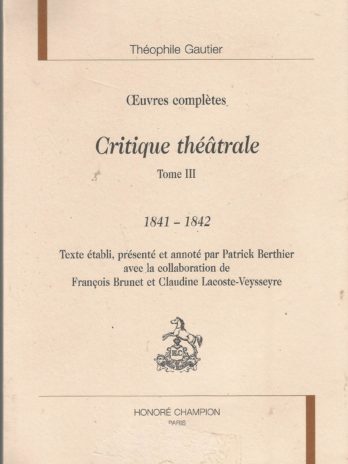 Théophile Gautier
Œuvres complètes
Critique théâtrale
Tome III
1841 – 1842
Texte établi, présenté et annoté par Patrick Berthier
avec la collaboration de
François Brunet et Claudine Lacoste-Veysseyre
HONORÉ CHAMPION
PARIS